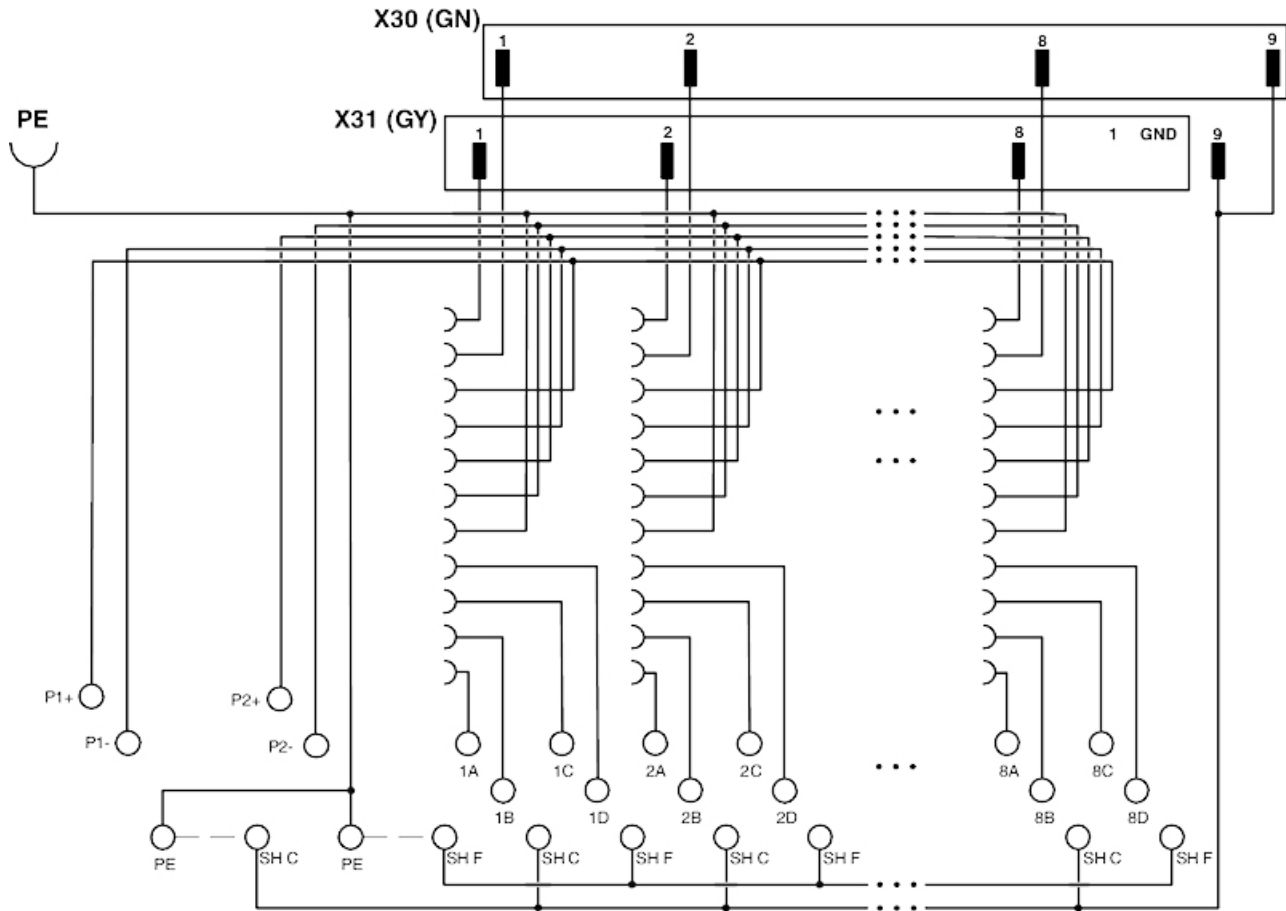 X30 (GN)
1 2 8 9
PE
X31 (GY)
1 2 8 1 GND 9
P1+ P2+
P1- P2-
1A 1C 2A 2C 8A 8C
1B 1D 2B 2D 8B 8D
PE SH C PE SH F SH C SH F SH C SH F SH C SH F